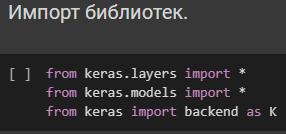 Импорт библиотек.
[ ] from keras.layers import *
from keras.models import *
from keras import backend as K